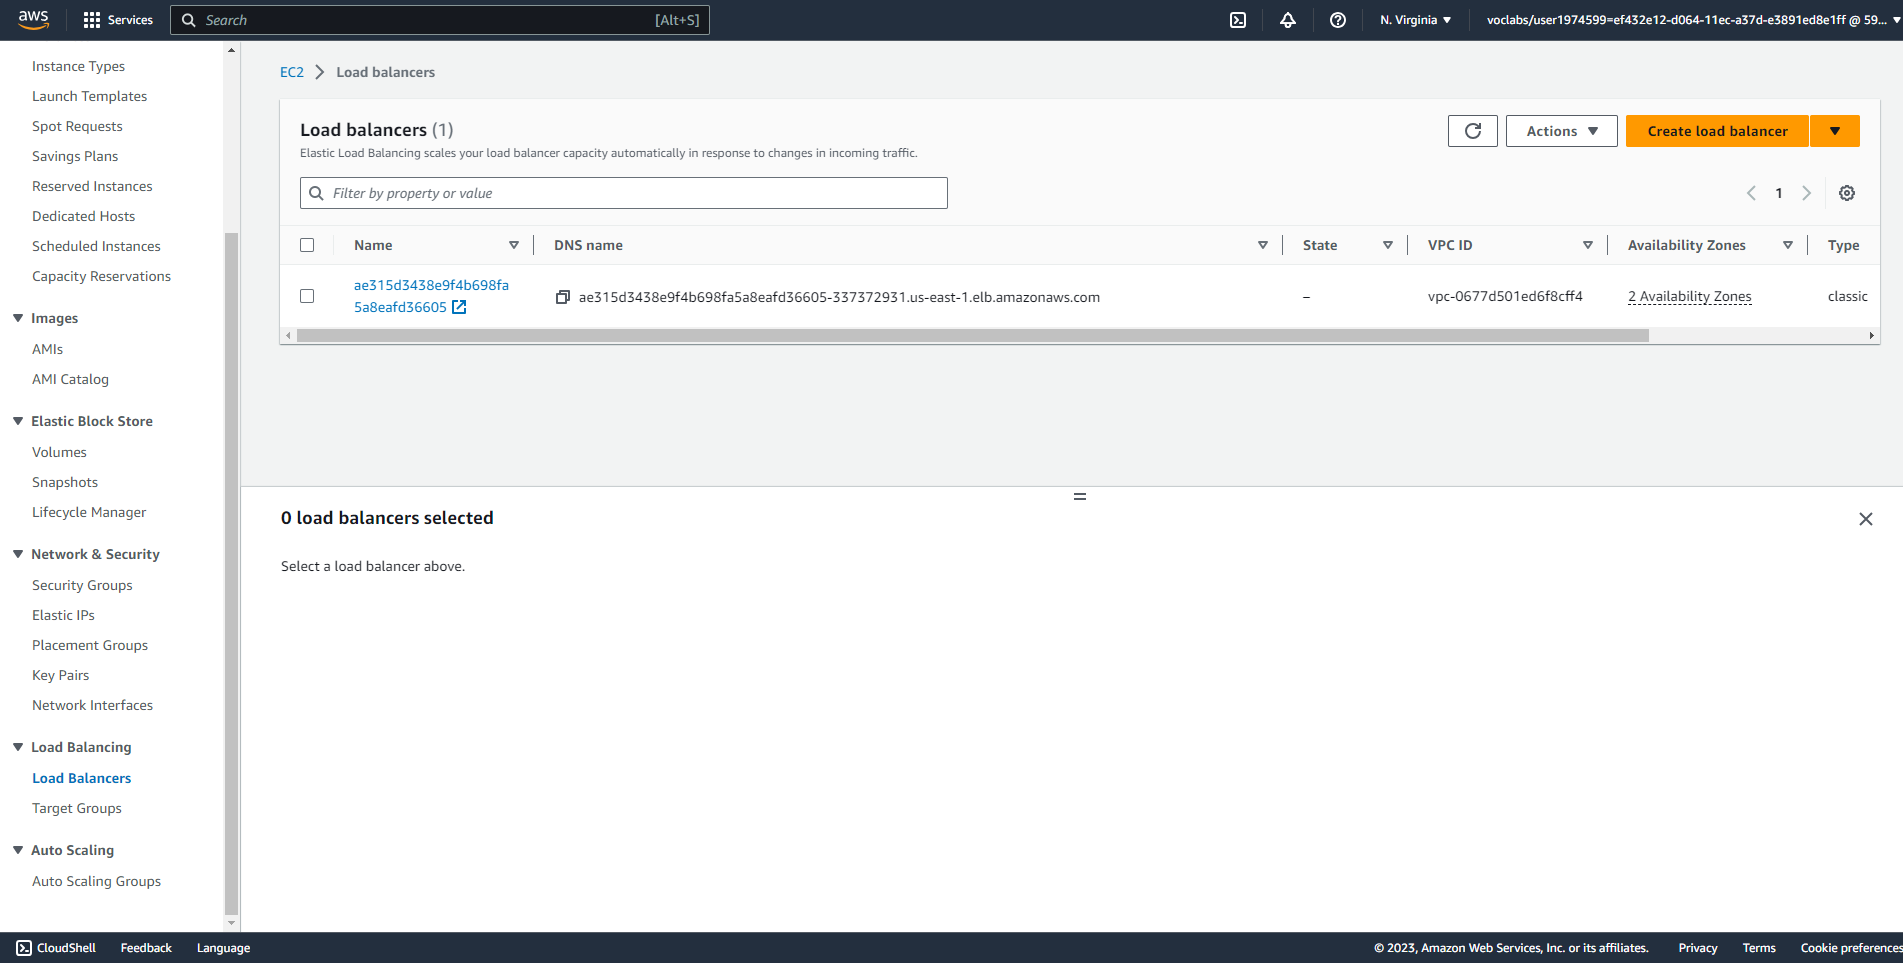 aws
Services
Search
[Alt+S]
N. Virginia
voclabs/user1974599=ef432e12-d064-11ec-a37d-e3891ed8e1ff @ 59...
Instance Types
Launch Templates
Spot Requests
Savings Plans
Reserved Instances
Dedicated Hosts
Scheduled Instances
Capacity Reservations
Images
AMIs
AMI Catalog
Elastic Block Store
Volumes
Snapshots
Lifecycle Manager
Network & Security
Security Groups
Elastic IPs
Placement Groups
Key Pairs
Network Interfaces
Load Balancing
Load Balancers
Target Groups
Auto Scaling
Auto Scaling Groups
EC2
Load balancers
Load balancers (1)
Elastic Load Balancing scales your load balancer capacity automatically in response to changes in incoming traffic.
Actions
Create load balancer
Filter by property or value
1
Name
DNS name
State
VPC ID
Availability Zones
Type
ae315d3438e9f4b698fa
5a8eafd36605
ae315d3438e9f4b698fa5a8eafd36605-337372931.us-east-1.elb.amazonaws.com
–
vpc-0677d501ed6f8cff4
2 Availability Zones
classic
0 load balancers selected
Select a load balancer above.
CloudShell
Feedback
Language
© 2023, Amazon Web Services, Inc. or its affiliates.
Privacy
Terms
Cookie preferences